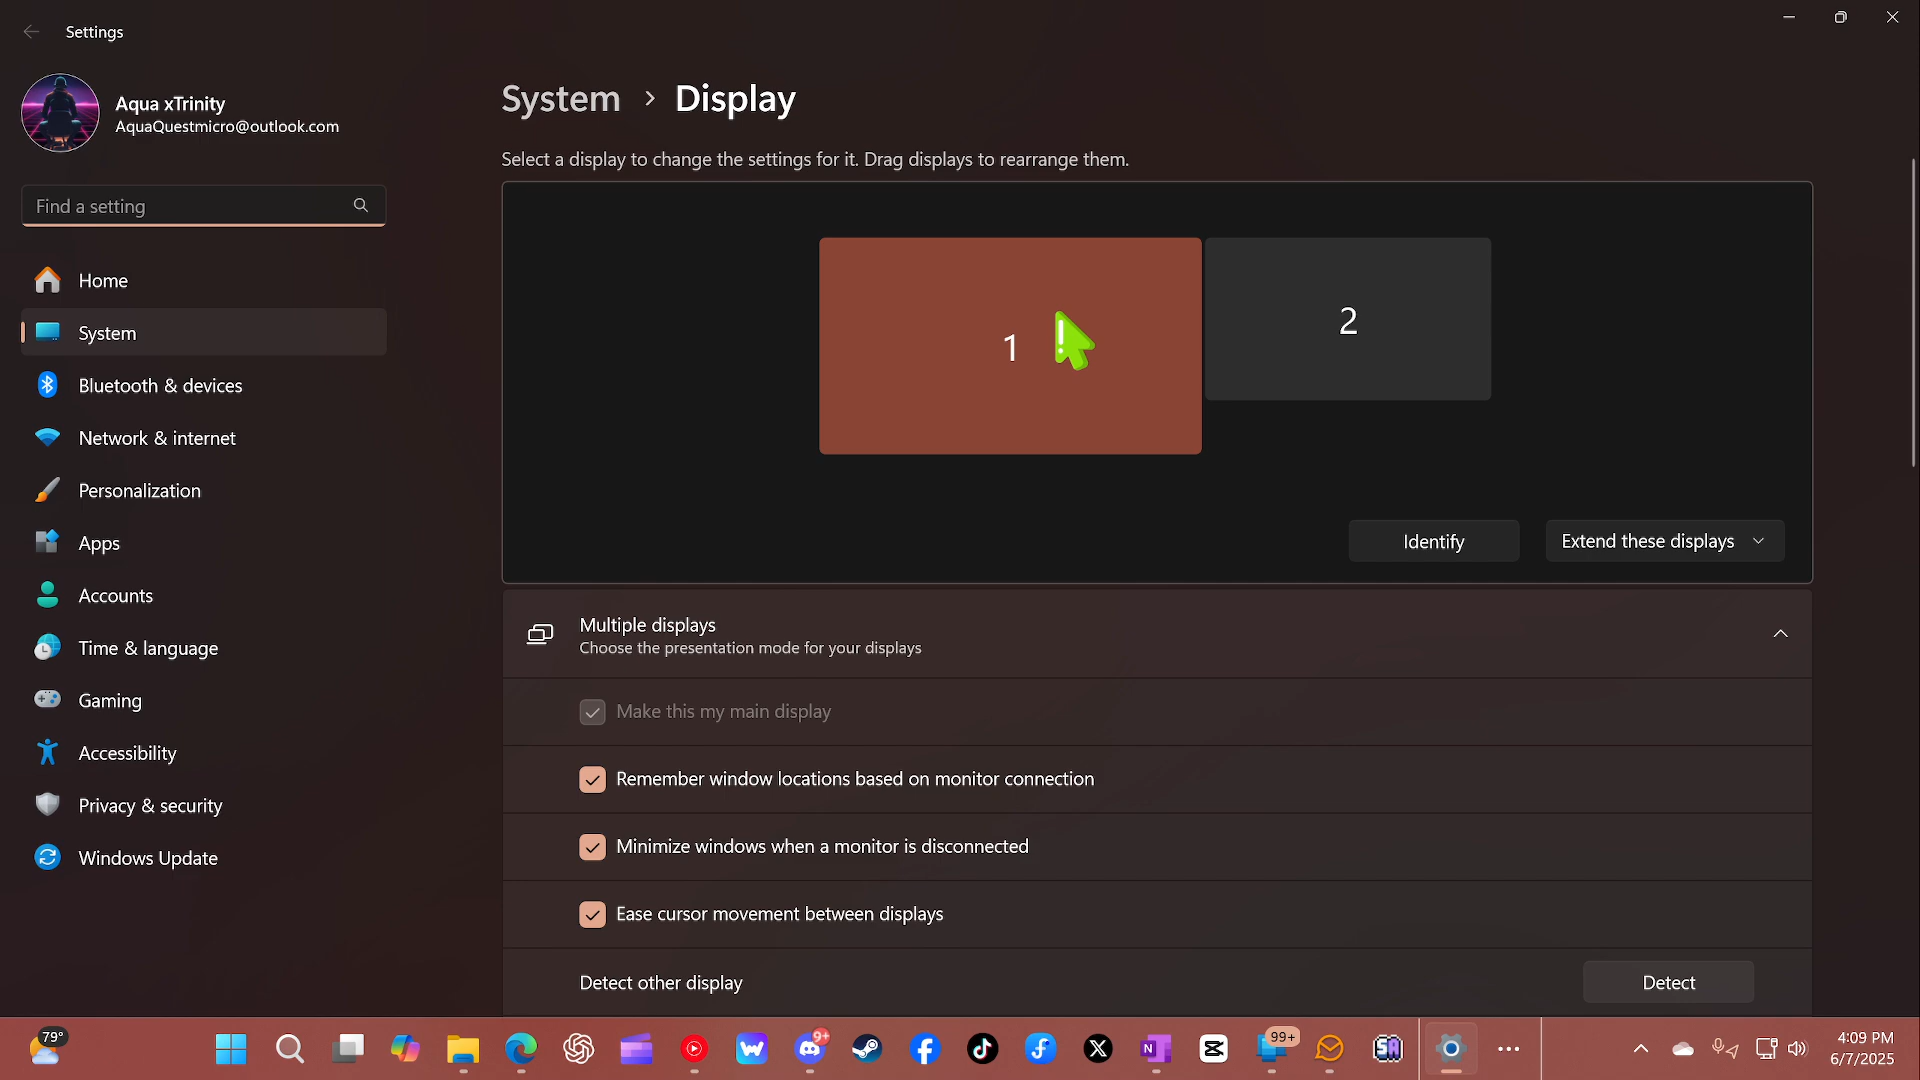 Settings
Aqua xTrinity
AquaQuestmicro@outlook.com
Find a setting
Home
System
Bluetooth & devices
Network & internet
Personalization
Apps
Accounts
Time & language
Gaming
Accessibility
Privacy & security
Windows Update
System > Display
Select a display to change the settings for it. Drag displays to rearrange them.
1
2
Identify
Extend these displays
Multiple displays
Choose the presentation mode for your displays
Make this my main display
Remember window locations based on monitor connection
Minimize windows when a monitor is disconnected
Ease cursor movement between displays
Detect other display
Detect
79°
9+
99+
SA
4:09 PM
6/7/2025